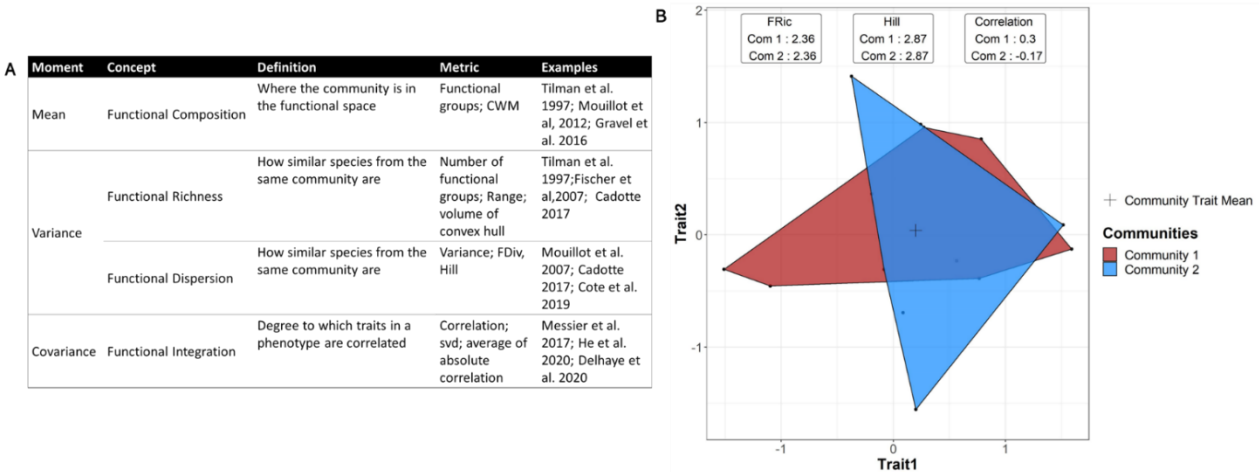 A
Moment Concept Definition Metric Examples
Mean Functional Composition Where the community is in Functional Tilman et al.
the functional space groups; CWM 1997; Mouillot et
al, 2012; Gravel et
al. 2016
Variance
Functional Richness How similar species from the Number of Tilman et al.
same community are functional 1997;Fischer et
groups; Range; al,2007; Cadotte
volume of 2017
convex hull
Functional Dispersion How similar species from the Variance; FDiv, Mouillot et al.
same community are Hill 2007; Cadotte
2017; Cote et al.
2019
Covariance Functional Integration Degree to which traits in a Correlation; Messier et al.
phenotype are correlated svd; average of 2017; He et al.
absolute 2020; Delhaye et
correlation al. 2020
B
FRic Hill Correlation
Com 1 : 2.36 Com 1 : 2.87 Com 1 : 0.3
Com 2 : 2.36 Com 2 : 2.87 Com 2 : -0.17
2
1
0
-1
-1 0 1
Trait2
Trait1
Community Trait Mean
Communities
Community 1
Community 2